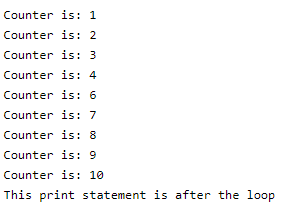 Counter is: 1
Counter is: 2
Counter is: 3
Counter is: 4
Counter is: 6
Counter is: 7
Counter is: 8
Counter is: 9
Counter is: 10
This print statement is after the loop